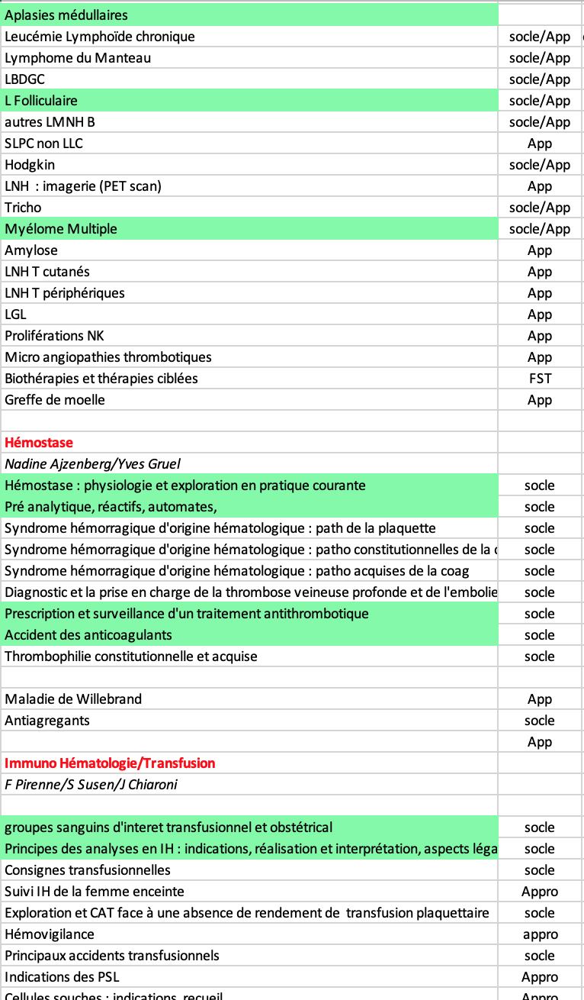 Aplasies médullaires
Leucémie Lymphoïde chronique socle/App
Lymphome du Manteau socle/App
LBDGC socle/App
L Folliculaire socle/App
autres LMNH B socle/App
SLPC non LLC App
Hodgkin socle/App
LNH : imagerie (PET scan) App
Tricho socle/App
Myélome Multiple socle/App
Amylose App
LNH T cutanés App
LNH T périphériques App
LGL App
Proliférations NK App
Micro angiopathies thrombotiques App
Biothérapies et thérapies ciblées FST
Greffe de moelle App
Hémostase
Nadine Ajzenberg/Yves Gruel
Hémostase : physiologie et exploration en pratique courante socle
Pré analytique, réactifs, automates, socle
Syndrome hémorragique d'origine hématologique : path de la plaquette socle
Syndrome hémorragique d'origine hématologique : patho constitutionnelles de la socle
Syndrome hémorragique d'origine hématologique : patho acquises de la coag socle
Diagnostic et la prise en charge de la thrombose veineuse profonde et de l'embolie socle
Prescription et surveillance d'un traitement antithrombotique socle
Accident des anticoagulants socle
Thrombophilie constitutionnelle et acquise socle
Maladie de Willebrand App
Antiagregants socle
App
Immuno Hématologie/Transfusion
F Pirenne/S Susen/J Chiaroni
groupes sanguins d'interet transfusionnel et obstétrical socle
Principes des analyses en IH : indications, réalisation et interprétation, aspects léga socle
Consignes transfusionnelles socle
Suivi IH de la femme enceinte Appro
Exploration et CAT face à une absence de rendement de transfusion plaquettaire socle
Hémovigilance appro
Principaux accidents transfusionnels socle
Indications des PSL Appro
Cellules souches : indications, recueil Appro